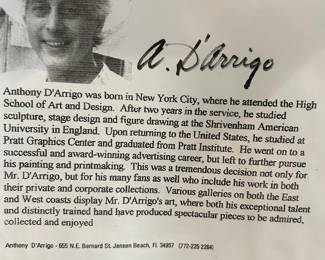 A. D'Arrigo
Anthony D'Arrigo was born in New York City, where he attended the High
School of Art and Design. After two years in the service, he studied
sculpture, stage design and figure drawing at the Shrivenham American
University in England. Upon returning to the United States, he studied at
Pratt Graphics Center and graduated from Pratt Institute. He went on to a
successful and award-winning advertising career, but left to further pursue
his painting and printmaking. This was a tremendous decision not only for
Mr. D'Arrigo, but for his many fans as well who include his work in both
their private and corporate collections. Various galleries on both the East
and West coasts display Mr. D'Arrigo's art, where both his exceptional talent
and distinctly trained hand have produced spectacular pieces to be admired,
collected and enjoyed
Anthony D'Arrigo - 655 N.E. Bernard St. Jensen Beach, Fl. 34957 (772-225 2264)